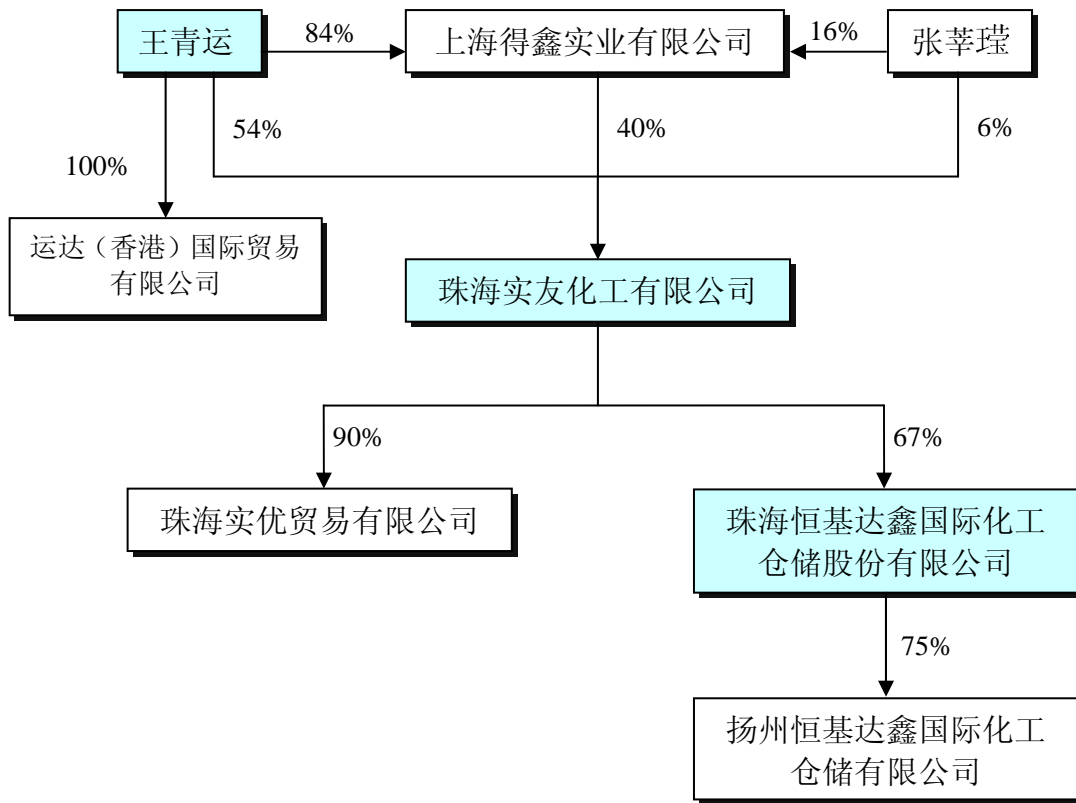 王青运
84%
上海得鑫实业有限公司
16%
张莘瑾
54%
40%
6%
100%
运达（香港）国际贸易
有限公司
珠海实友化工有限公司
90%
67%
珠海实优贸易有限公司
珠海恒基达鑫国际化工
仓储股份有限公司
75%
扬州恒基达鑫国际化工
仓储有限公司